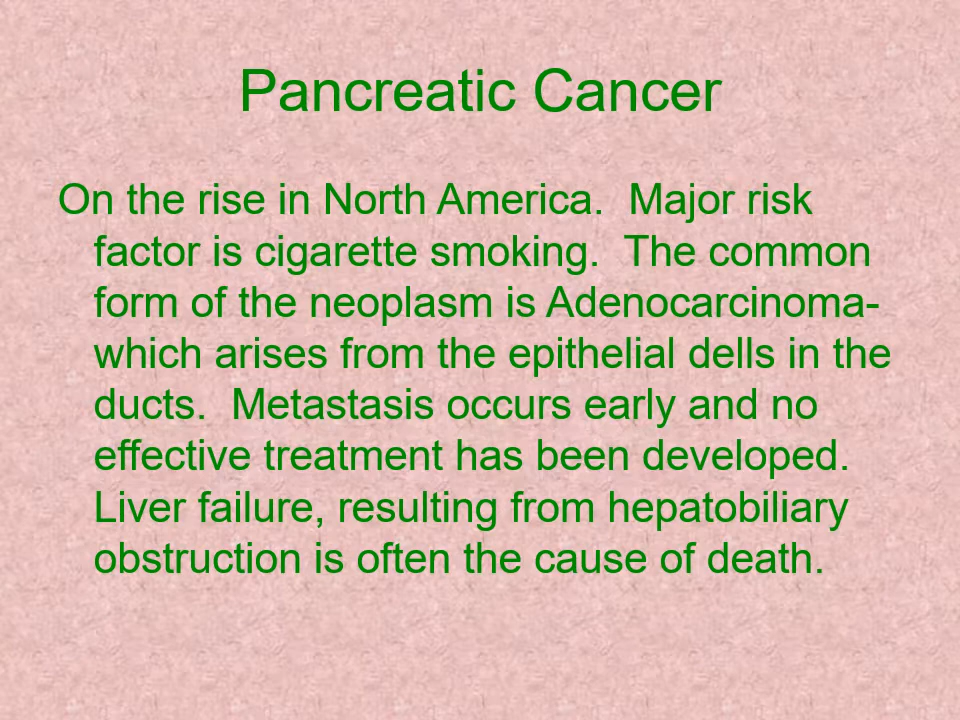 Pancreatic Cancer
On the rise in North America.  Major risk
factor is cigarette smoking.  The common
form of the neoplasm is Adenocarcinoma-
which arises from the epithelial dells in the
ducts.  Metastasis occurs early and no
effective treatment has been developed.
Liver failure, resulting from hepatobiliary
obstruction is often the cause of death.